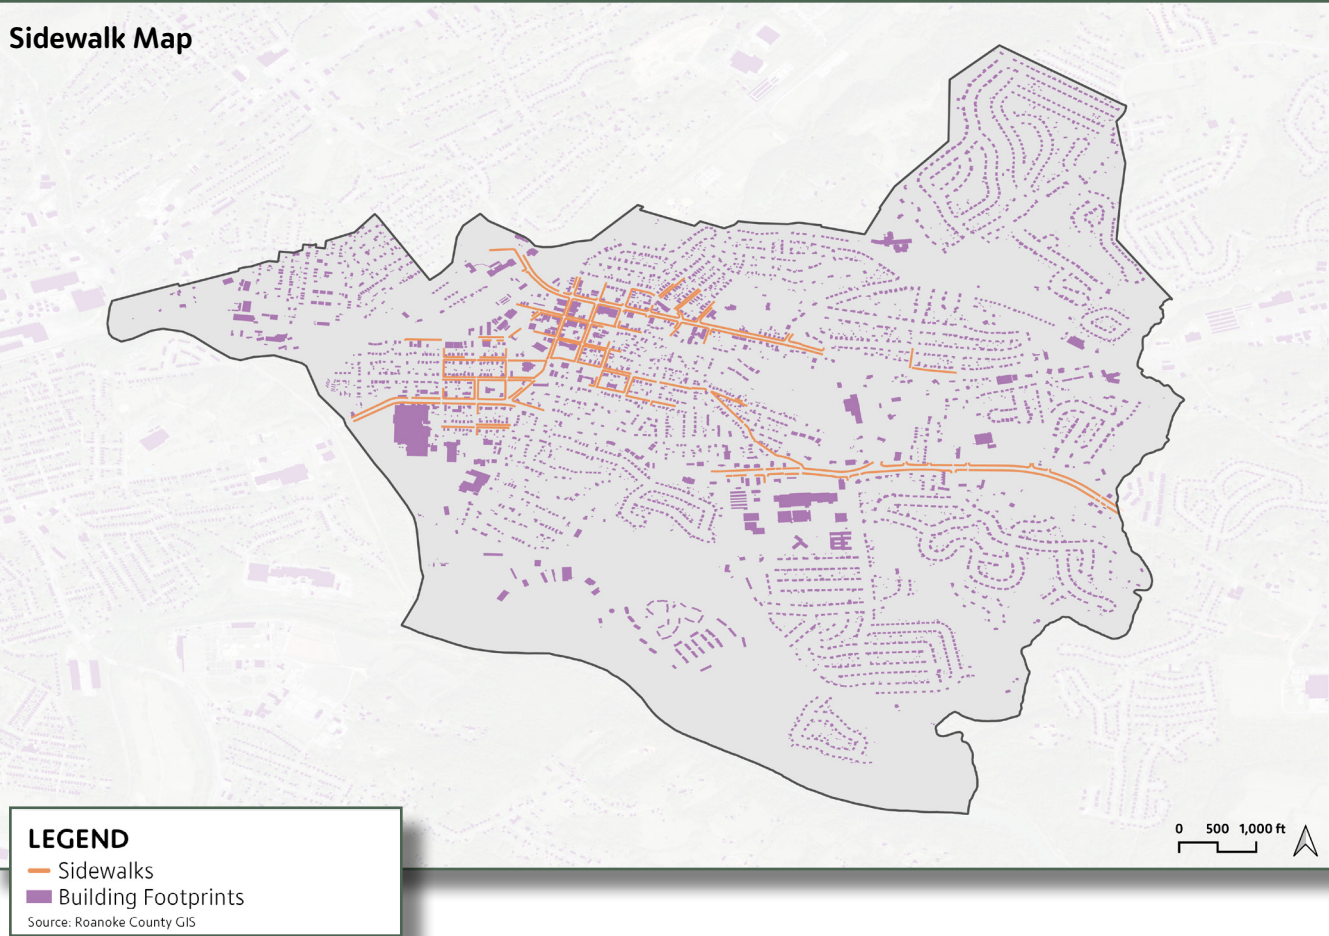 Sidewalk Map
0 500 1,000 ft
LEGEND
Sidewalks
Building Footprints
Source: Roanoke County GIS